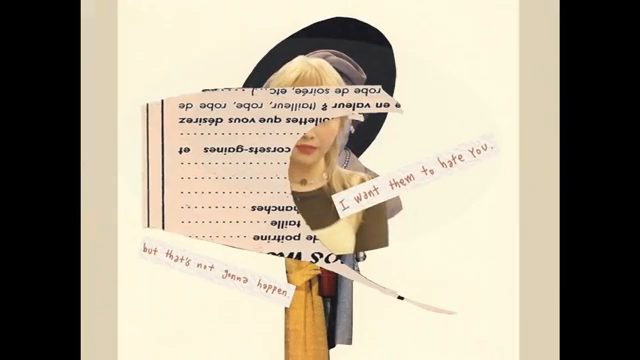 de poitrine
taille
hanches
corsets-gaines et
toilettes que vous désirez
en valeur ? (tailleur, robe, robe de
robe de soirée, etc...)
I want them to hate you.
but that's not gonna happen.